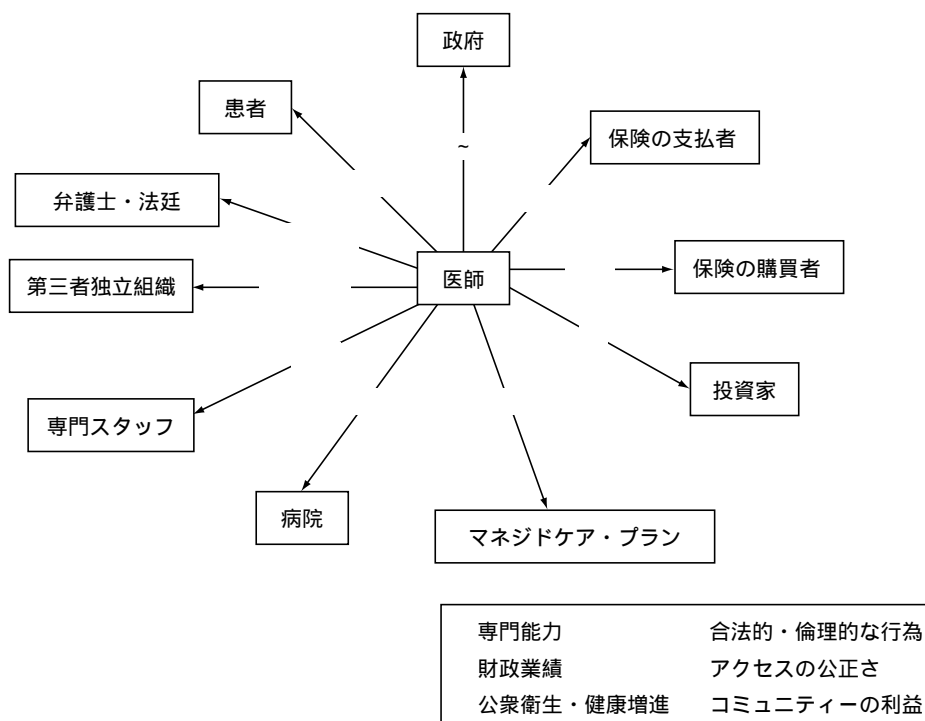 政府
患者
保険の支払者
~
弁護士・法廷
医師
保険の購買者
第三者独立組織
投資家
専門スタッフ
病院
マネジドケア・プラン
専門能力 合法的・倫理的な行為
財政業績 アクセスの公正さ
公衆衛生・健康増進 コミュニティーの利益